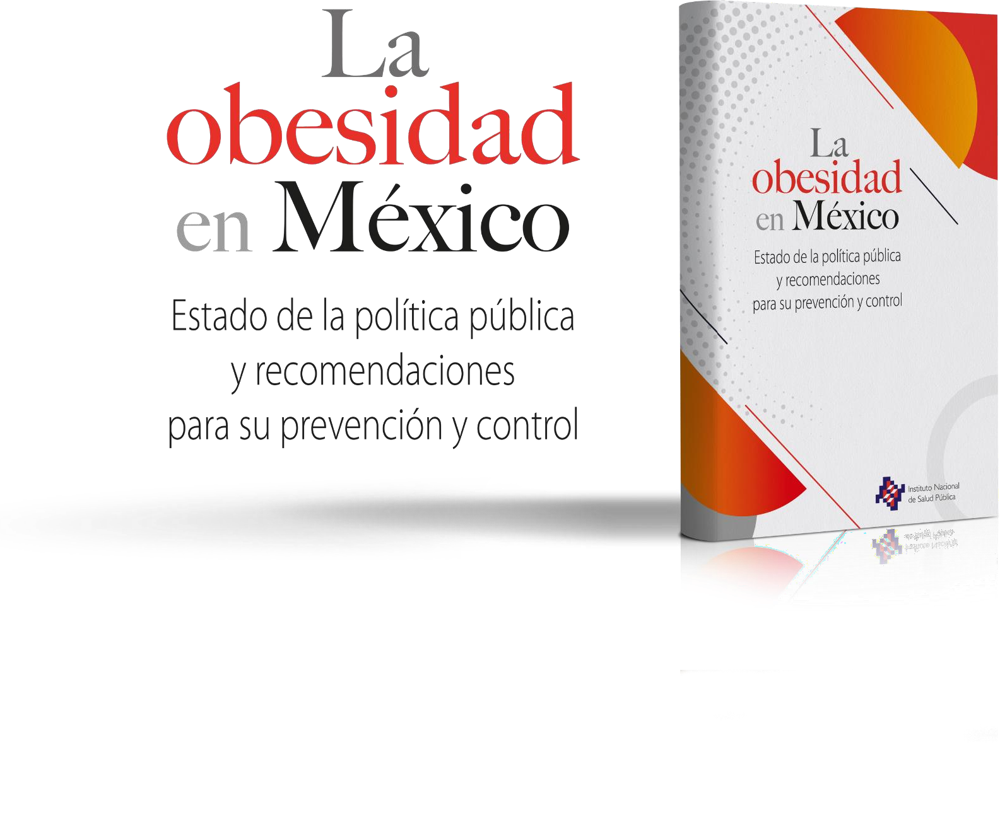 La
obesidad
en México
Estado de la política pública
y recomendaciones
para su prevención y control
La
obesidad
en México
Estado de la política pública
y recomendaciones
para su prevención y control
Instituto Nacional
de Salud Pública